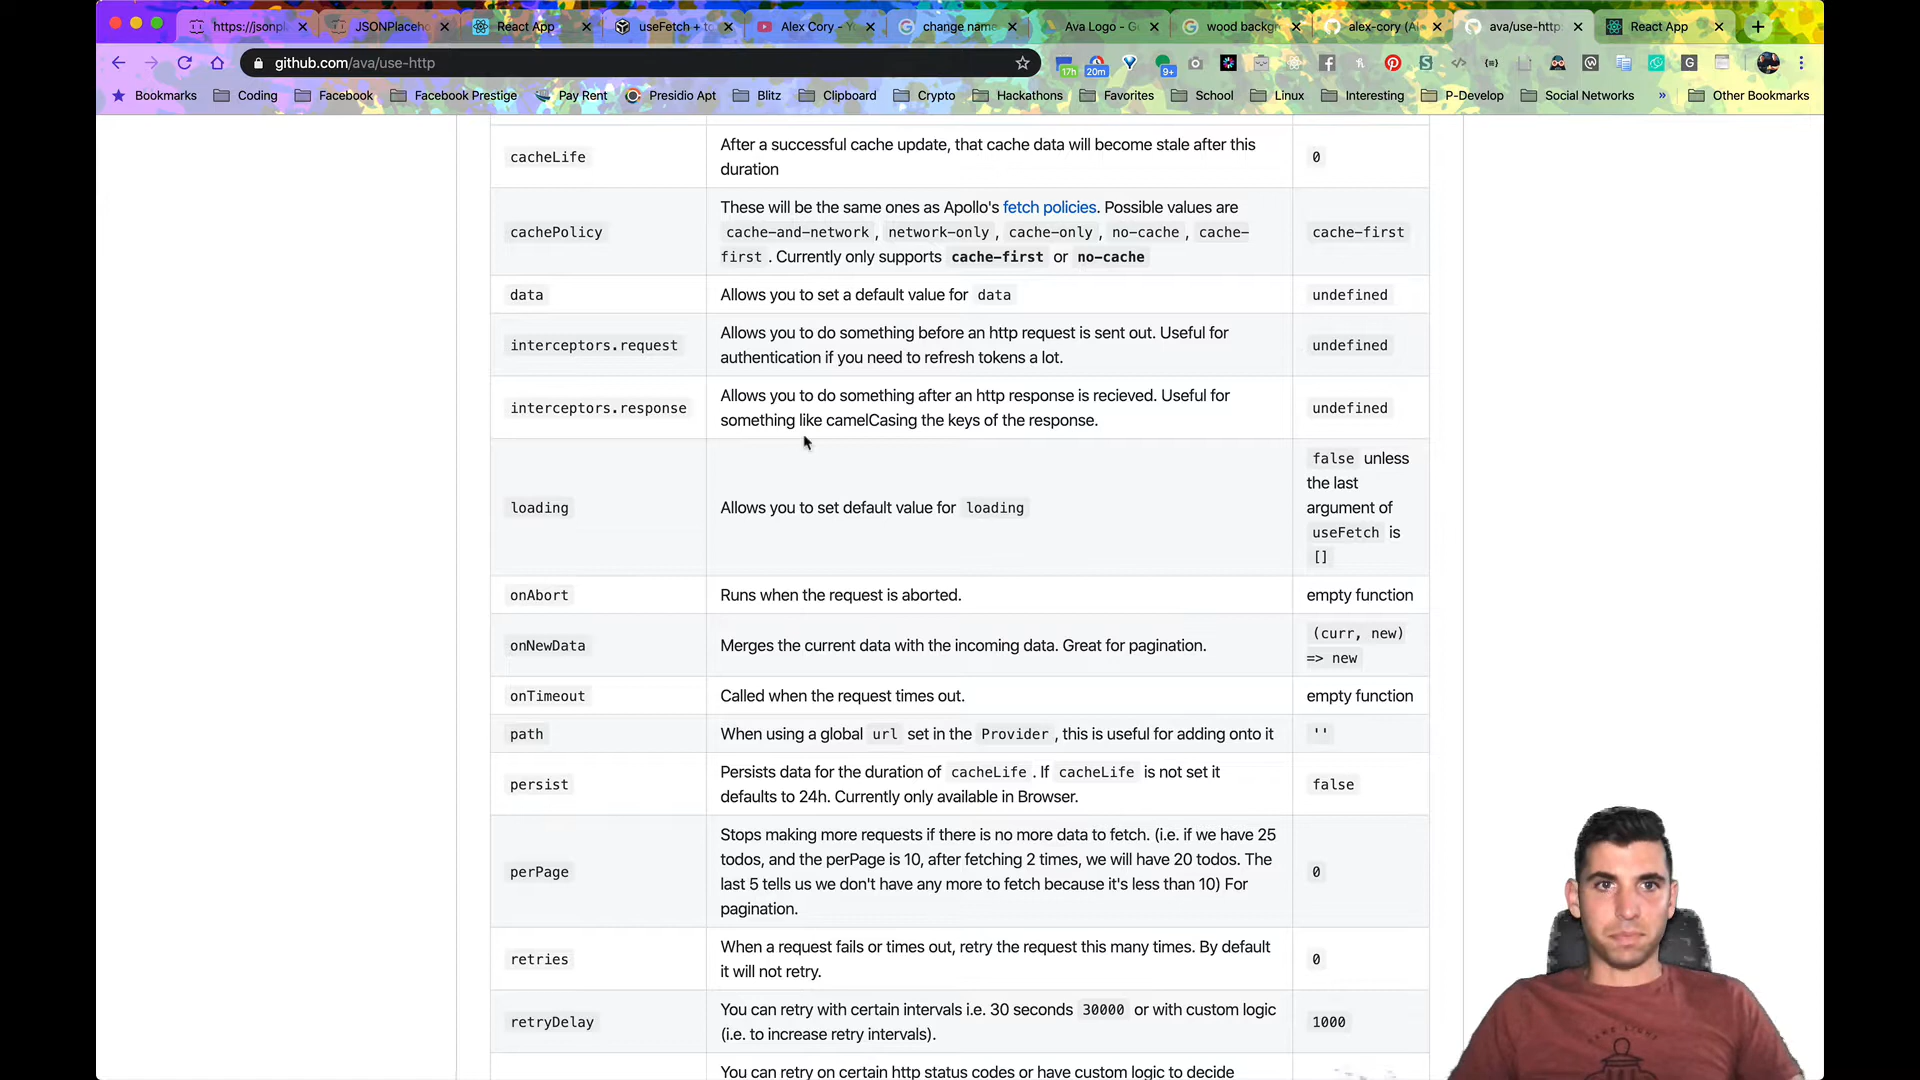 https://jsonpl
JSONPlaceho
React App
useFetch + to
Alex Cory - Y
change name
Ava Logo - G
wood backg
alex-cory (Al
ava/use-http:
React App
github.com/ava/use-http
17h
20m
9+
Bookmarks
Coding
Facebook
Facebook Prestige
Pay Rent
Presidio Apt
Blitz
Clipboard
Crypto
Hackathons
Favorites
School
Linux
Interesting
P-Develop
Social Networks
»
Other Bookmarks
cacheLife
After a successful cache update, that cache data will become stale after this
duration
0
cachePolicy
These will be the same ones as Apollo's fetch policies. Possible values are
cache-and-network , network-only , cache-only , no-cache , cache-
first . Currently only supports cache-first or no-cache
cache-first
data
Allows you to set a default value for data
undefined
interceptors.request
Allows you to do something before an http request is sent out. Useful for
authentication if you need to refresh tokens a lot.
undefined
interceptors.response
Allows you to do something after an http response is recieved. Useful for
something like camelCasing the keys of the response.
undefined
loading
Allows you to set default value for loading
false unless
the last
argument of
useFetch is
[]
onAbort
Runs when the request is aborted.
empty function
onNewData
Merges the current data with the incoming data. Great for pagination.
(curr, new)
=> new
onTimeout
Called when the request times out.
empty function
path
When using a global url set in the Provider , this is useful for adding onto it
''
persist
Persists data for the duration of cacheLife . If cacheLife is not set it
defaults to 24h. Currently only available in Browser.
false
perPage
Stops making more requests if there is no more data to fetch. (i.e. if we have 25
todos, and the perPage is 10, after fetching 2 times, we will have 20 todos. The
last 5 tells us we don't have any more to fetch because it's less than 10) For
pagination.
0
retries
When a request fails or times out, retry the request this many times. By default
it will not retry.
0
retryDelay
You can retry with certain intervals i.e. 30 seconds 30000 or with custom logic
(i.e. to increase retry intervals).
1000
You can retry on certain http status codes or have custom logic to decide